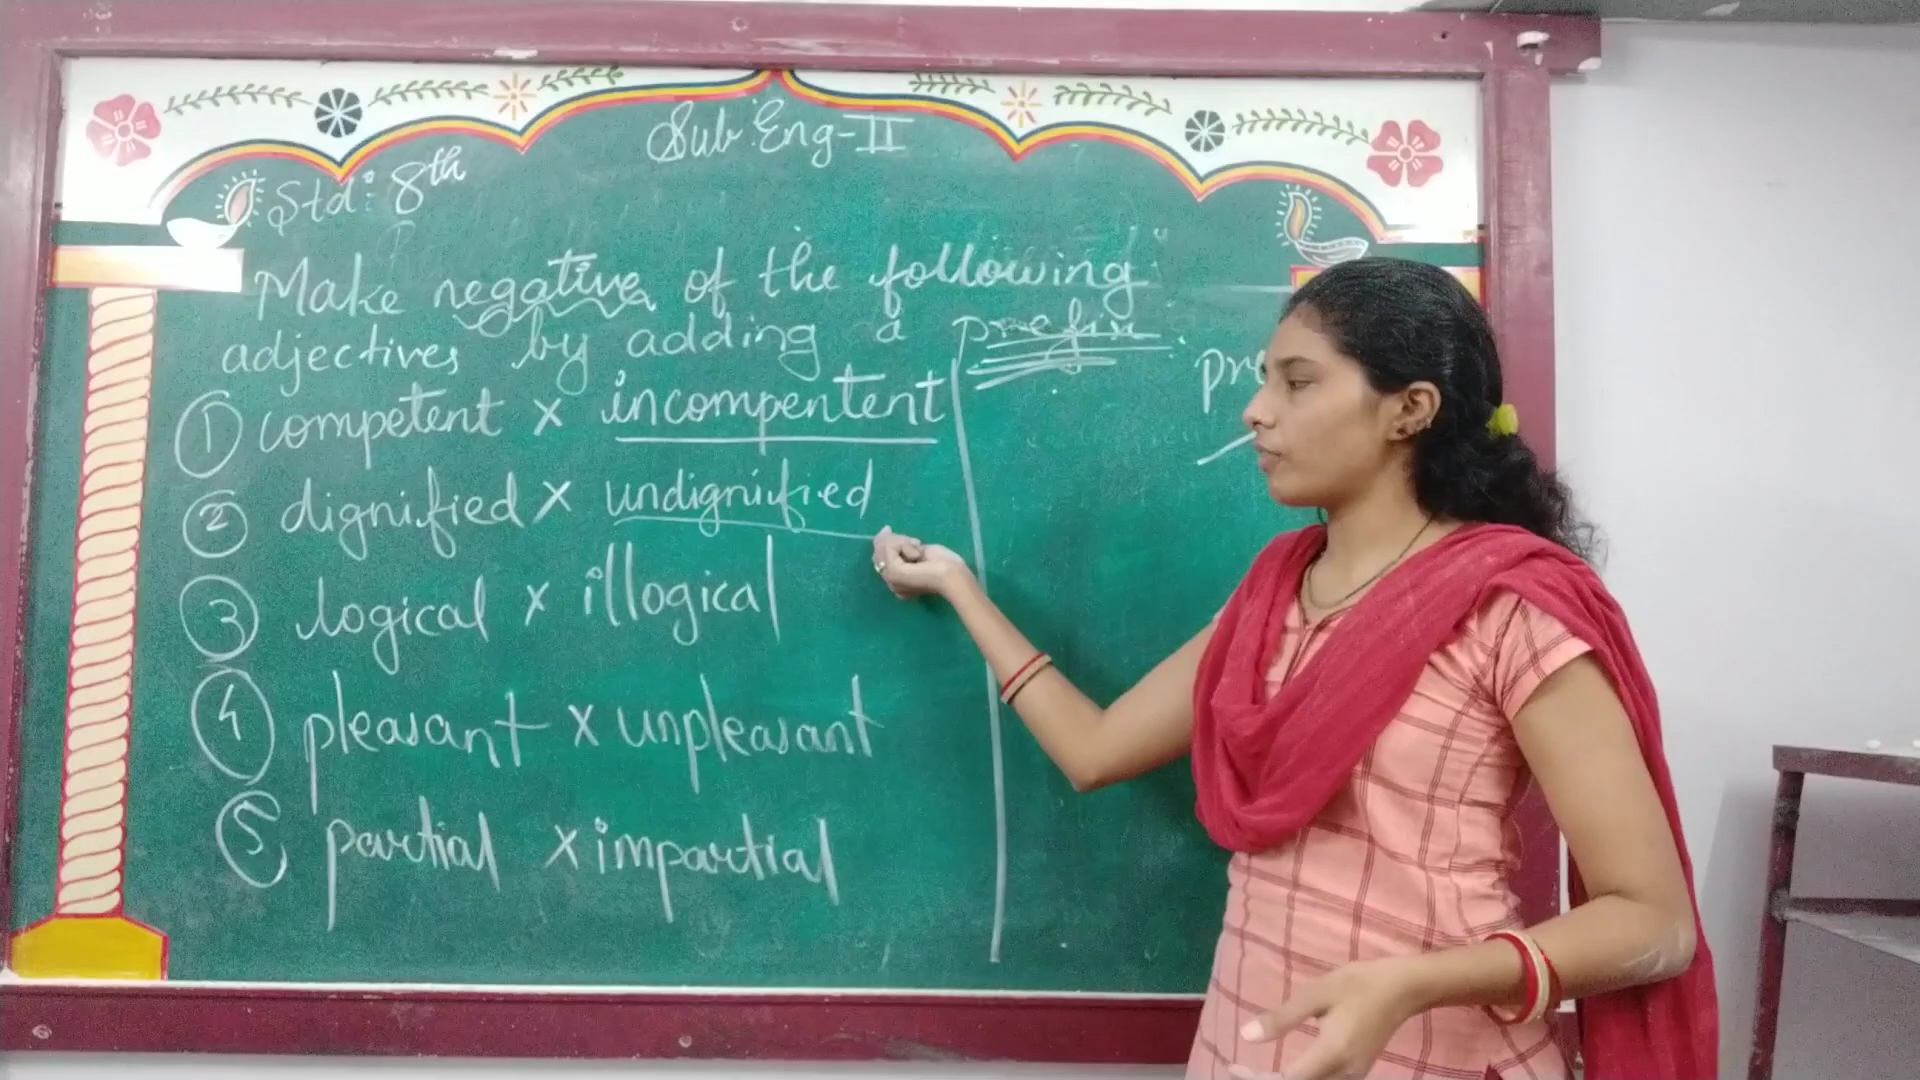 Sub: Eng-II
Std: 8th
Make negative of the following
adjectives by adding a prefix
① competent x incompentent
② dignified x undignified
③ logical x illogical
④ pleasant x unpleasant
⑤ partial x impartial